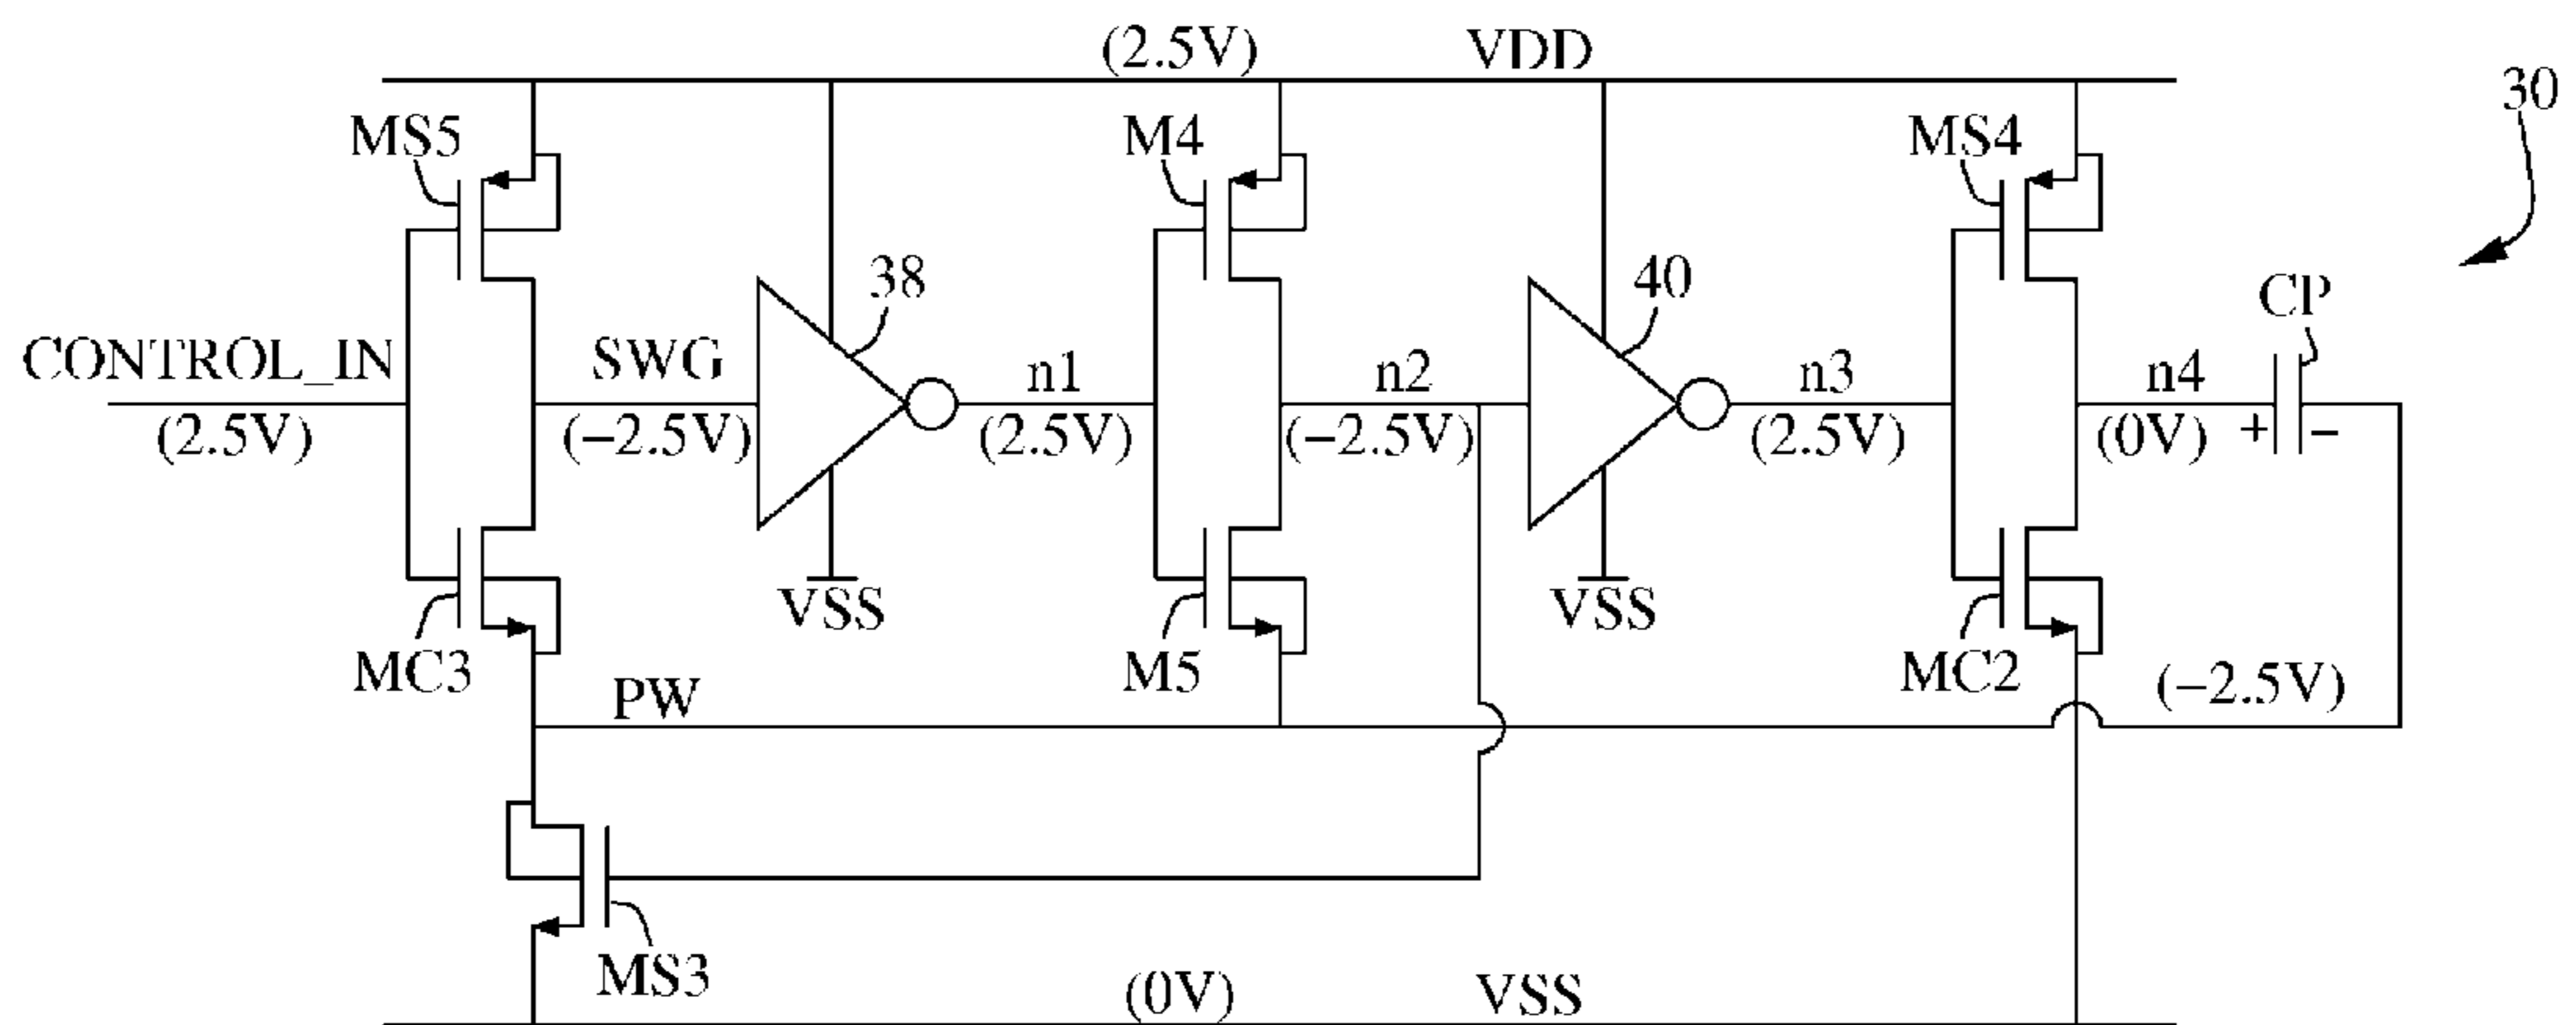 (2.5V) VDD
30
MS5
M4
MS4
38
40
CP
CONTROL_IN
SWG
n1
n2
n3
n4
(2.5V)
(−2.5V)
(2.5V)
(−2.5V)
(2.5V)
(0V)
+
−
VSS
VSS
MC3
M5
MC2
PW
(−2.5V)
MS3
(0V) VSS